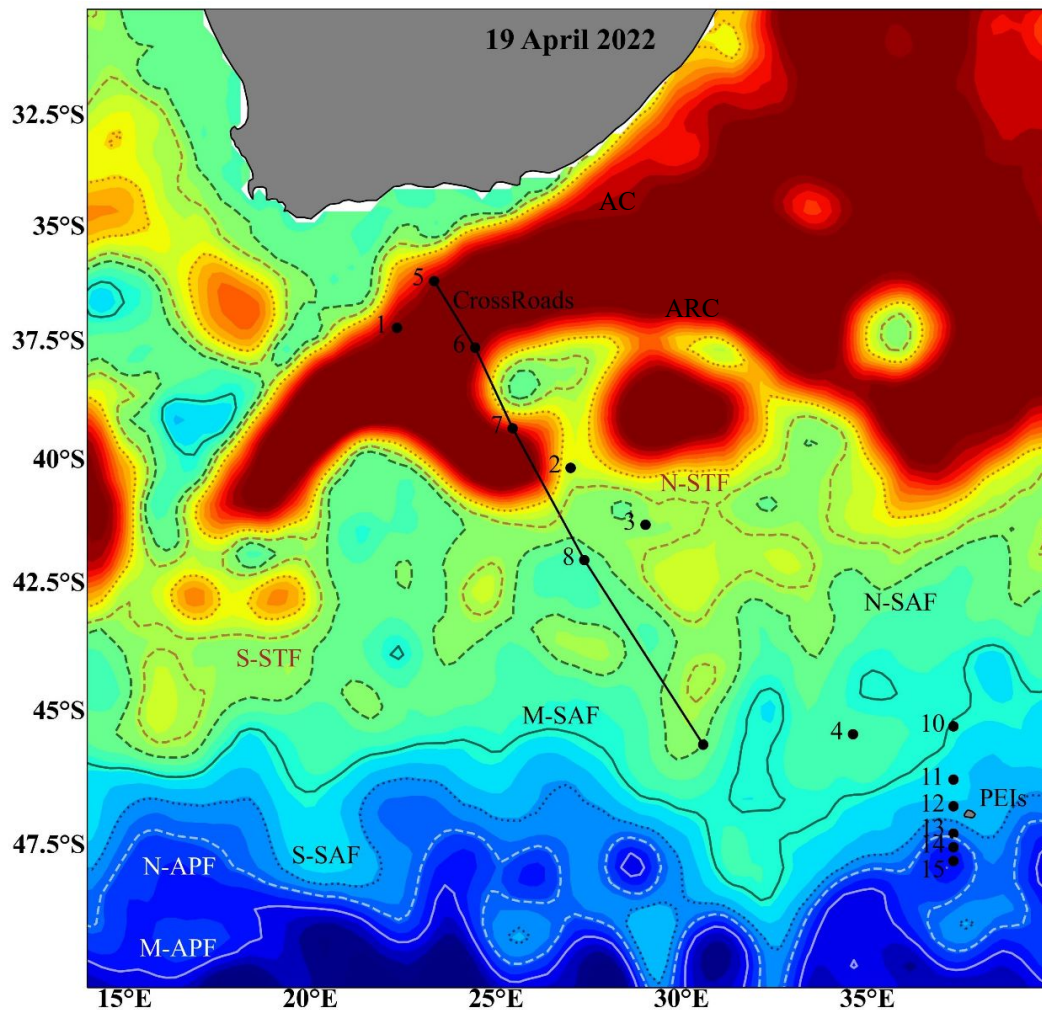 19 April 2022
32.5°S
AC
35°S
5
CrossRoads
ARC
1
37.5°S
6
7
40°S
2
N-STF
3
8
42.5°S
N-SAF
S-STF
45°S
M-SAF
4
10
11
12
PEIs
13
47.5°S
14
S-SAF
N-APF
15
M-APF
15°E
20°E
25°E
30°E
35°E